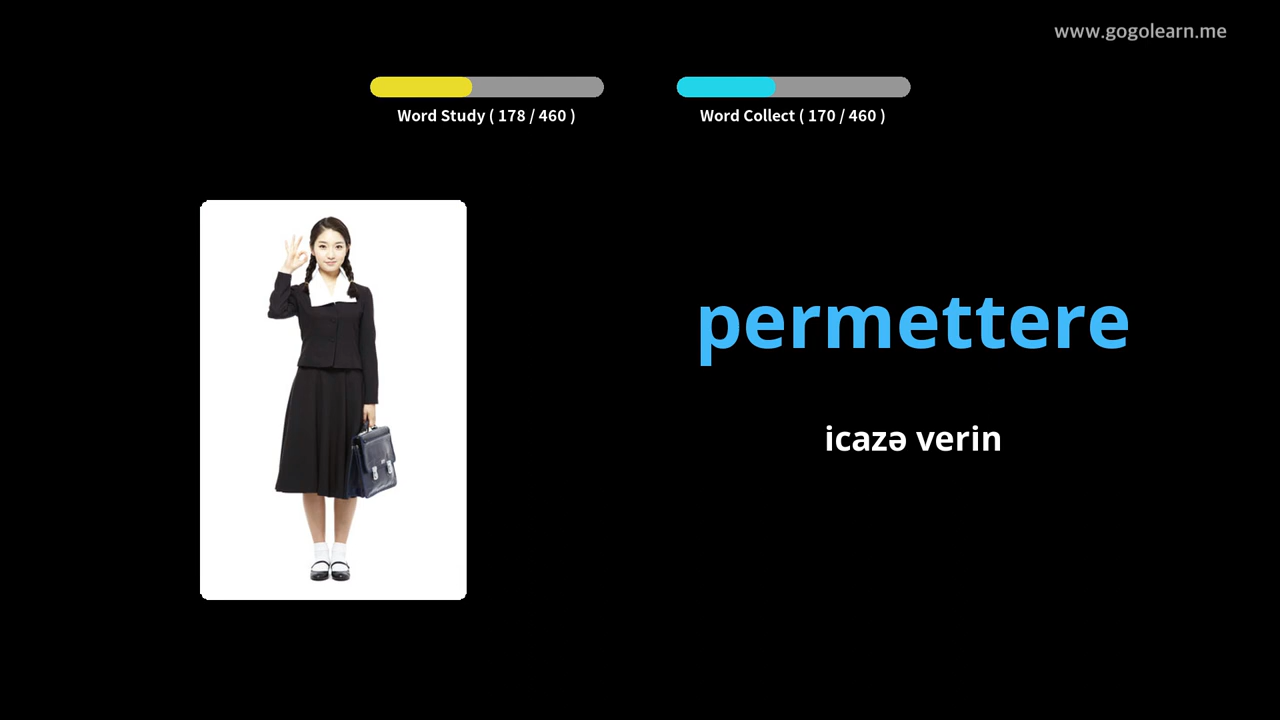 www.gogolearn.me
Word Study ( 178 / 460 )
Word Collect ( 170 / 460 )
permettere
icazə verin